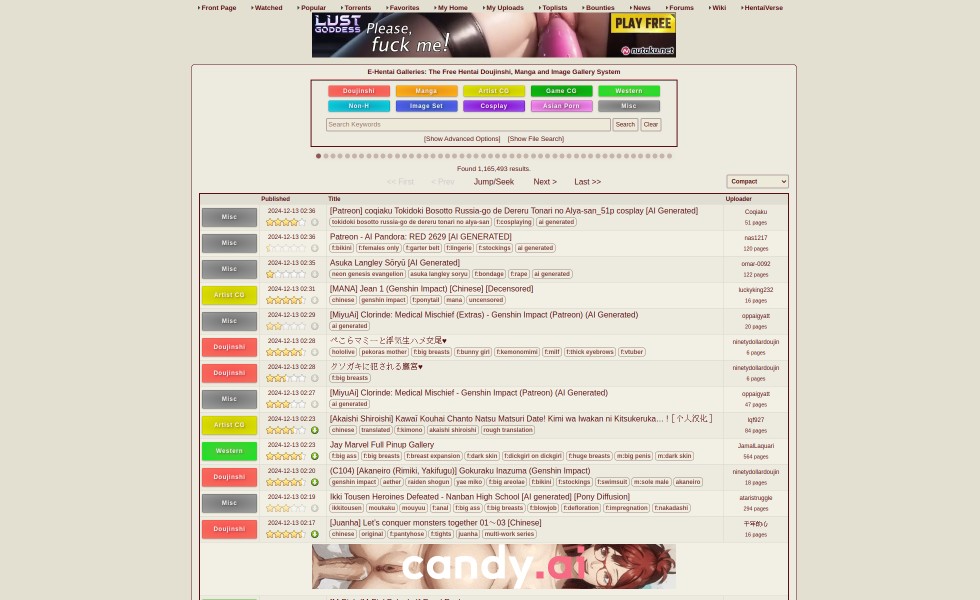 Front Page Watched Popular Torrents Favorites My Home My Uploads Toplists Bounties News Forums Wiki HentaiVerse
LUST GODDESS Please, fuck me! PLAY FREE nutaku.net
E-Hentai Galleries: The Free Hentai Doujinshi, Manga and Image Gallery System
Doujinshi Manga Artist CG Game CG Western
Non-H Image Set Cosplay Asian Porn Misc
Search Keywords Search Clear
[Show Advanced Options] [Show File Search]
Found 1,165,493 results.
<< First < Prev Jump/Seek Next > Last >> Compact
Published Title Uploader
Misc 2024-12-13 02:36 [Patreon] coqiaku Tokidoki Bosotto Russia-go de Dereru Tonari no Alya-san_51p cosplay [AI Generated] Coqiaku
tokidoki bosotto russia-go de dereru tonari no alya-san f:cosplaying ai generated 51 pages
Misc 2024-12-13 02:36 Patreon - AI Pandora: RED 2629 [AI GENERATED] nas1217
f:bikini f:females only f:garter belt f:lingerie f:stockings ai generated 120 pages
Misc 2024-12-13 02:35 Asuka Langley Sōryū [AI Generated] omar-0092
neon genesis evangelion asuka langley soryu f:bondage f:rape ai generated 122 pages
Artist CG 2024-12-13 02:31 [MANA] Jean 1 (Genshin Impact) [Chinese] [Decensored] luckyking232
chinese genshin impact f:ponytail mana uncensored 16 pages
Misc 2024-12-13 02:29 [MiyuAi] Clorinde: Medical Mischief (Extras) - Genshin Impact (Patreon) (AI Generated) oppaigyatt
ai generated 20 pages
Doujinshi 2024-12-13 02:28 ぺこらマミーと浮気生ハメ交尾♥ ninetydollardoujin
hololive pekoras mother f:big breasts f:bunny girl f:kemonomimi f:milf f:thick eyebrows f:vtuber 6 pages
Doujinshi 2024-12-13 02:28 クソガキに犯される鷹宮♥ ninetydollardoujin
f:big breasts 6 pages
Misc 2024-12-13 02:27 [MiyuAi] Clorinde: Medical Mischief - Genshin Impact (Patreon) (AI Generated) oppaigyatt
ai generated 47 pages
Artist CG 2024-12-13 02:23 [Akaishi Shiroishi] Kawaī Kouhai Chanto Natsu Matsuri Date! Kimi wa Iwakan ni Kitsukeruka… ! [个人汉化] fqf927
chinese translated f:kimono akaishi shiroishi rough translation 84 pages
Western 2024-12-13 02:23 Jay Marvel Full Pinup Gallery JamalLaquari
f:big ass f:big breasts f:breast expansion f:dark skin f:dickgirl on dickgirl f:huge breasts m:big penis m:dark skin 564 pages
Doujinshi 2024-12-13 02:20 (C104) [Akaneiro (Rimiki, Yakifugu)] Gokuraku Inazuma (Genshin Impact) ninetydollardoujin
genshin impact aether raiden shogun yae miko f:big areolae f:bikini f:stockings f:swimsuit m:sole male akaneiro 18 pages
Misc 2024-12-13 02:19 Ikki Tousen Heroines Defeated - Nanban High School [AI generated] [Pony Diffusion] ataristruggle
ikkitousen moukaku mouyuu f:anal f:big ass f:big breasts f:blowjob f:defloration f:impregnation f:nakadashi 294 pages
Doujinshi 2024-12-13 02:17 [Juanha] Let's conquer monsters together 01～03 [Chinese]
chinese original f:pantyhose f:tights juanha multi-work series 16 pages
candy.ai